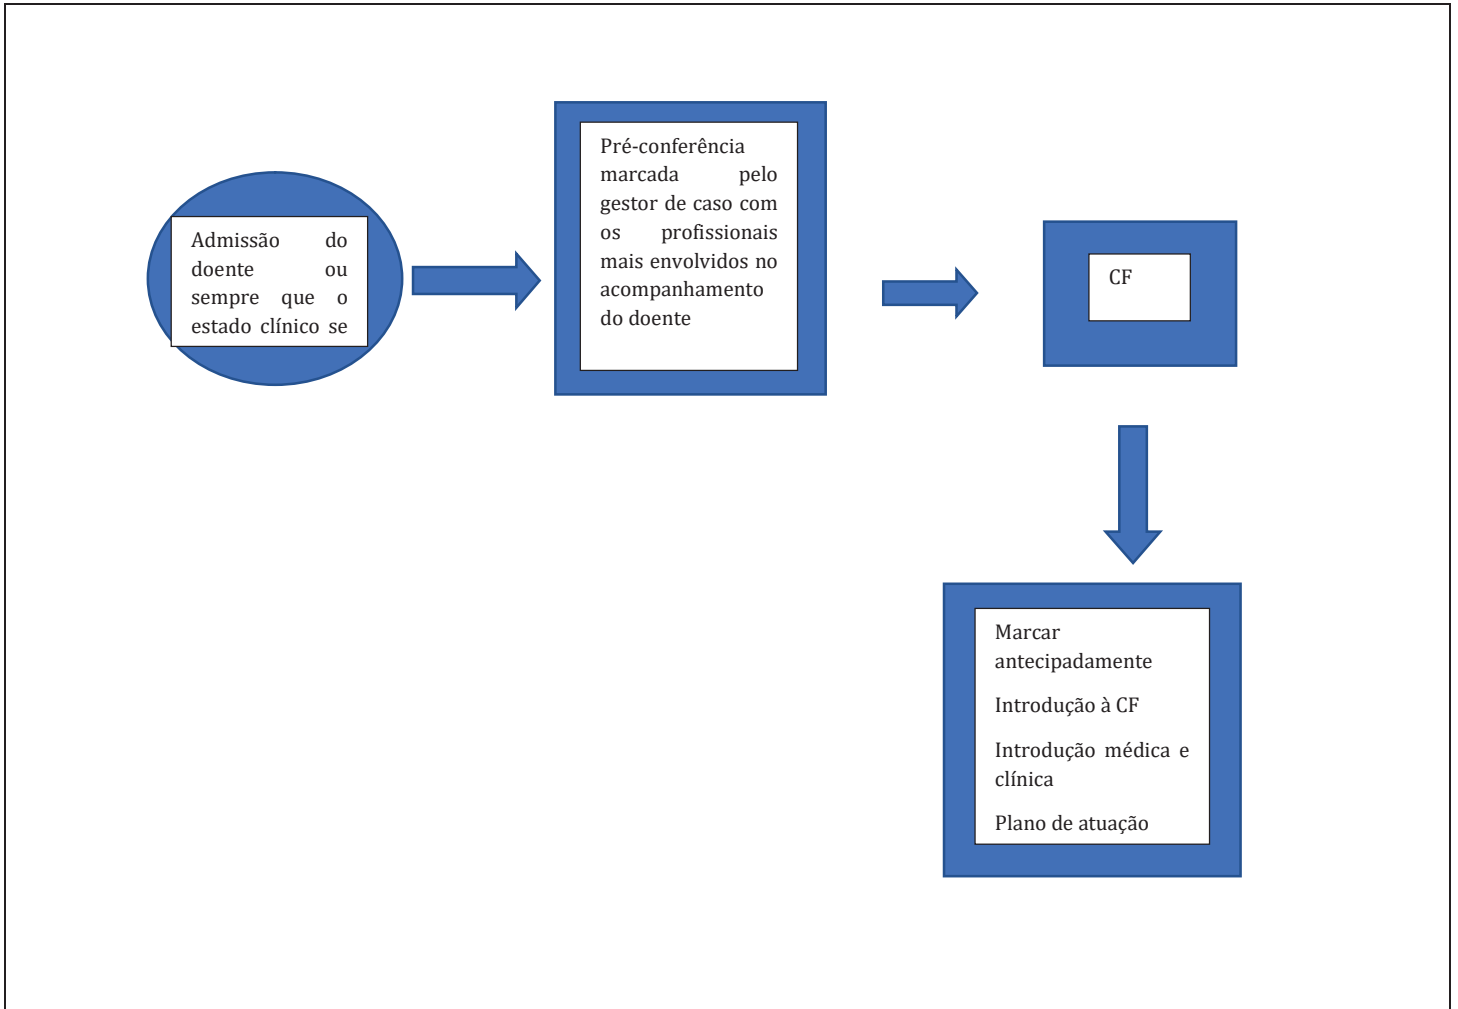 Admissão do
doente ou
sempre que o
estado clínico se
Pré-conferência
marcada pelo
gestor de caso com
os profissionais
mais envolvidos no
acompanhamento
do doente
CF
Marcar
antecipadamente
Introdução à CF
Introdução médica e
clínica
Plano de atuação